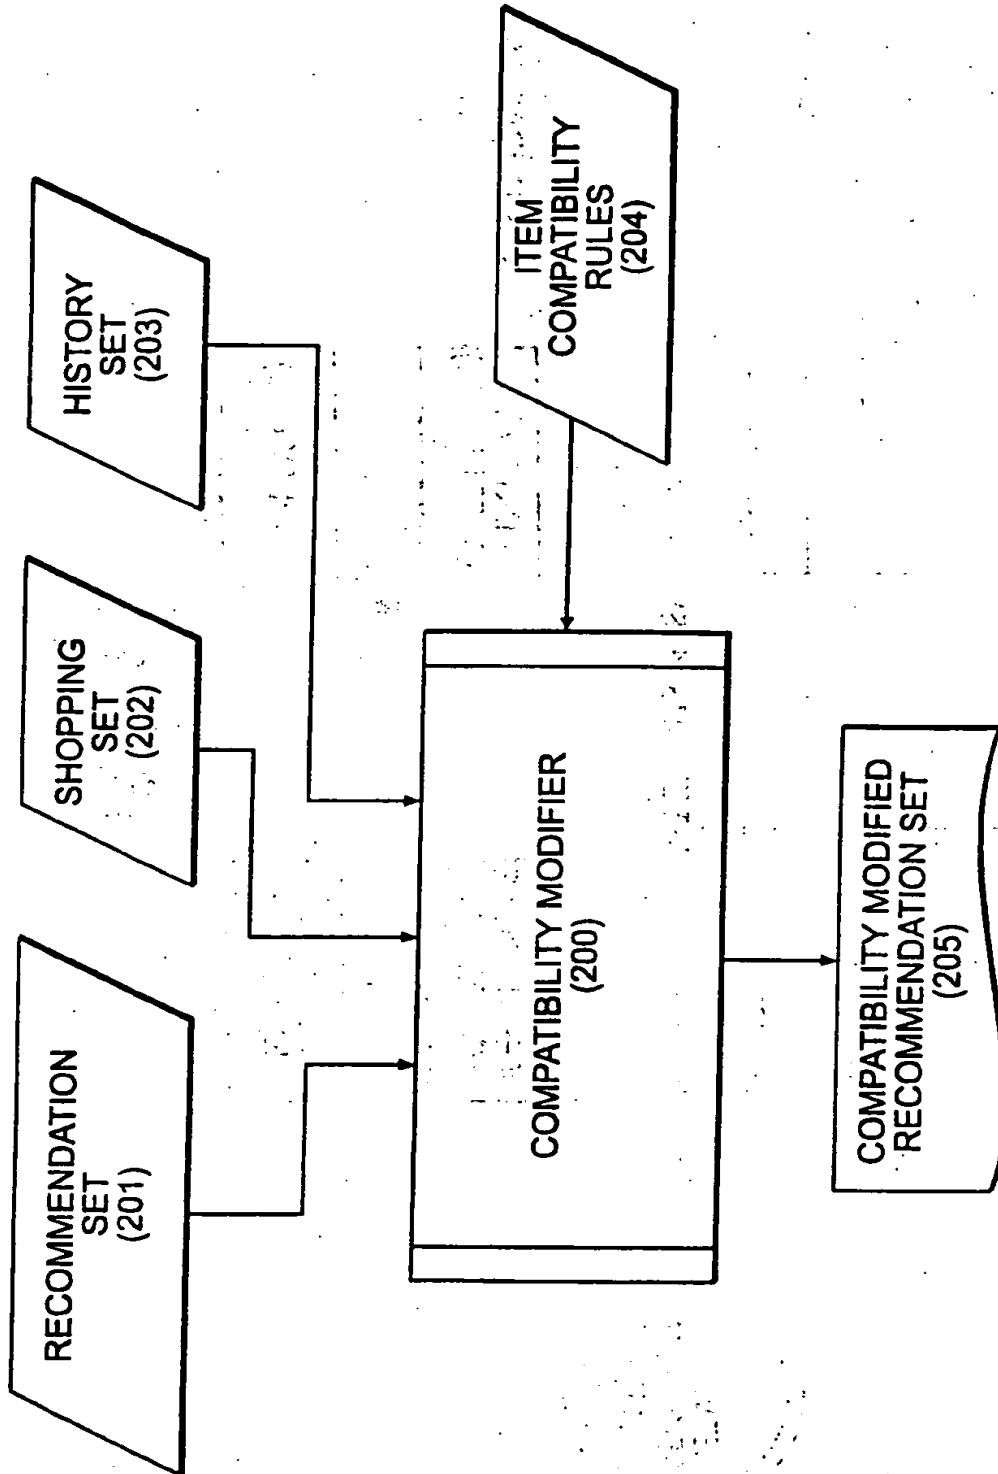 RECOMMENDATION
SET
(201)
SHOPPING
SET
(202)
HISTORY
SET
(203)
ITEM
COMPATIBILITY
RULES
(204)
COMPATIBILITY MODIFIER
(200)
COMPATIBILITY MODIFIED
RECOMMENDATION SET
(205)